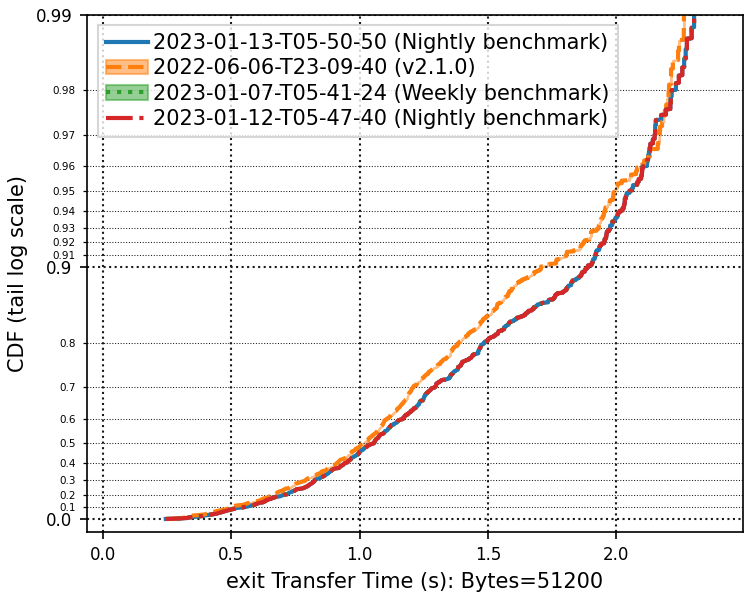 0.99
2023-01-13-T05-50-50 (Nightly benchmark)
2022-06-06-T23-09-40 (v2.1.0)
2023-01-07-T05-41-24 (Weekly benchmark)
2023-01-12-T05-47-40 (Nightly benchmark)
0.98
0.97
0.96
0.95
0.94
0.93
0.92
0.91
0.9
0.8
0.7
0.6
0.5
0.4
0.3
0.2
0.1
0.0
CDF (tail log scale)
0.0 0.5 1.0 1.5 2.0
exit Transfer Time (s): Bytes=51200